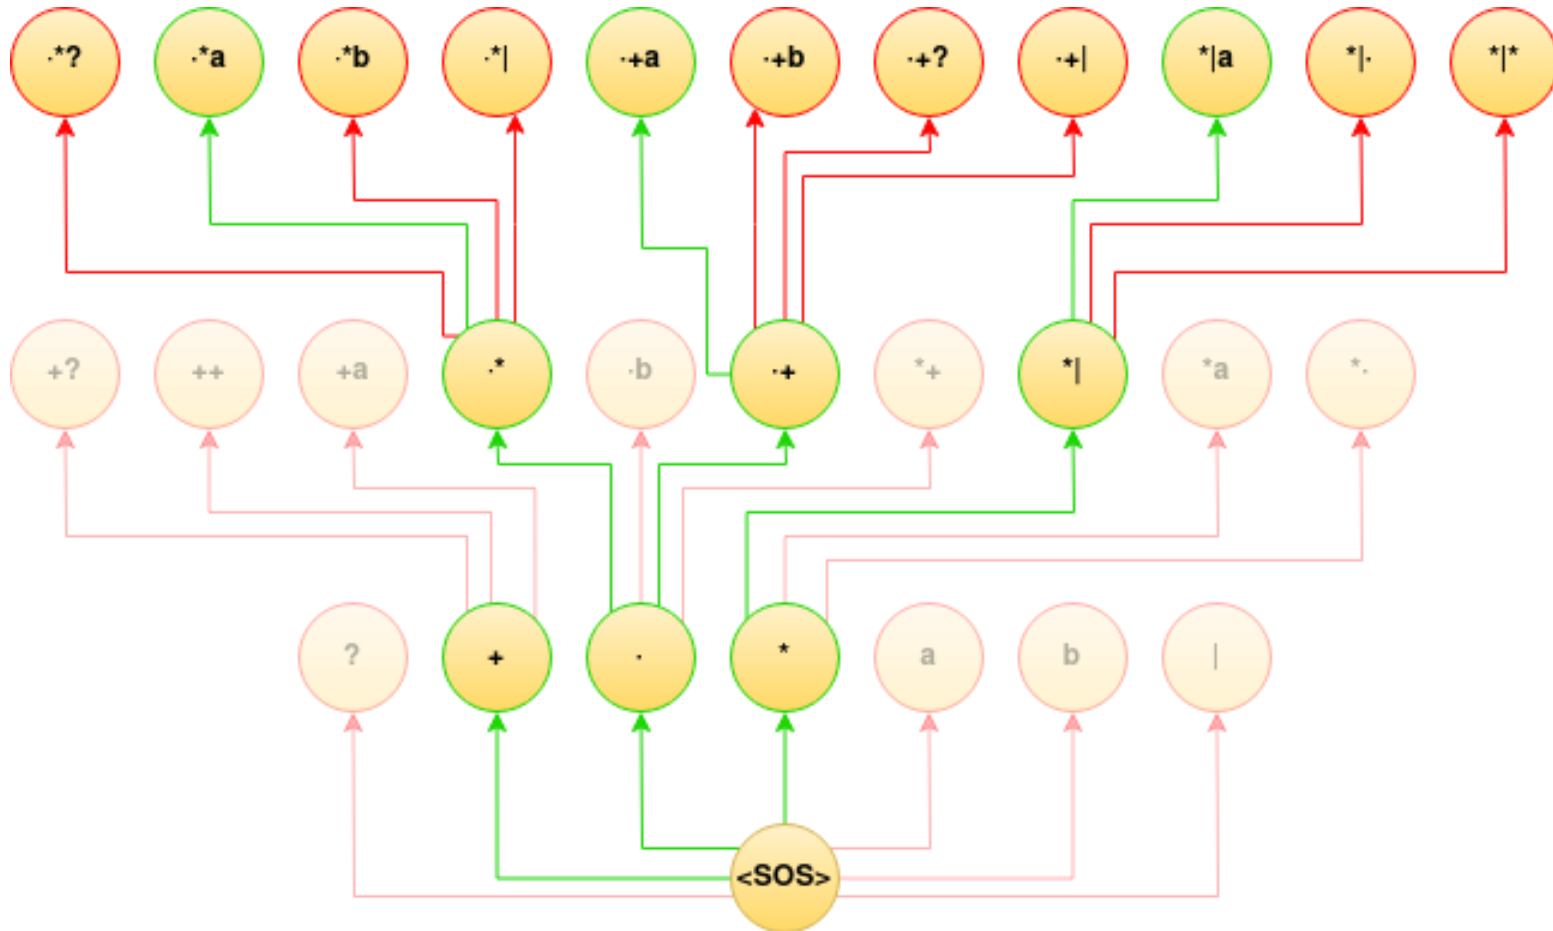 ·*? ·*a ·*b ·*| ·+a ·+b ·+? ·+| *|a *|· *|*
+? ++ +a ·* ·b ·+ *+ *| *a *·
? + · * a b |
<SOS>